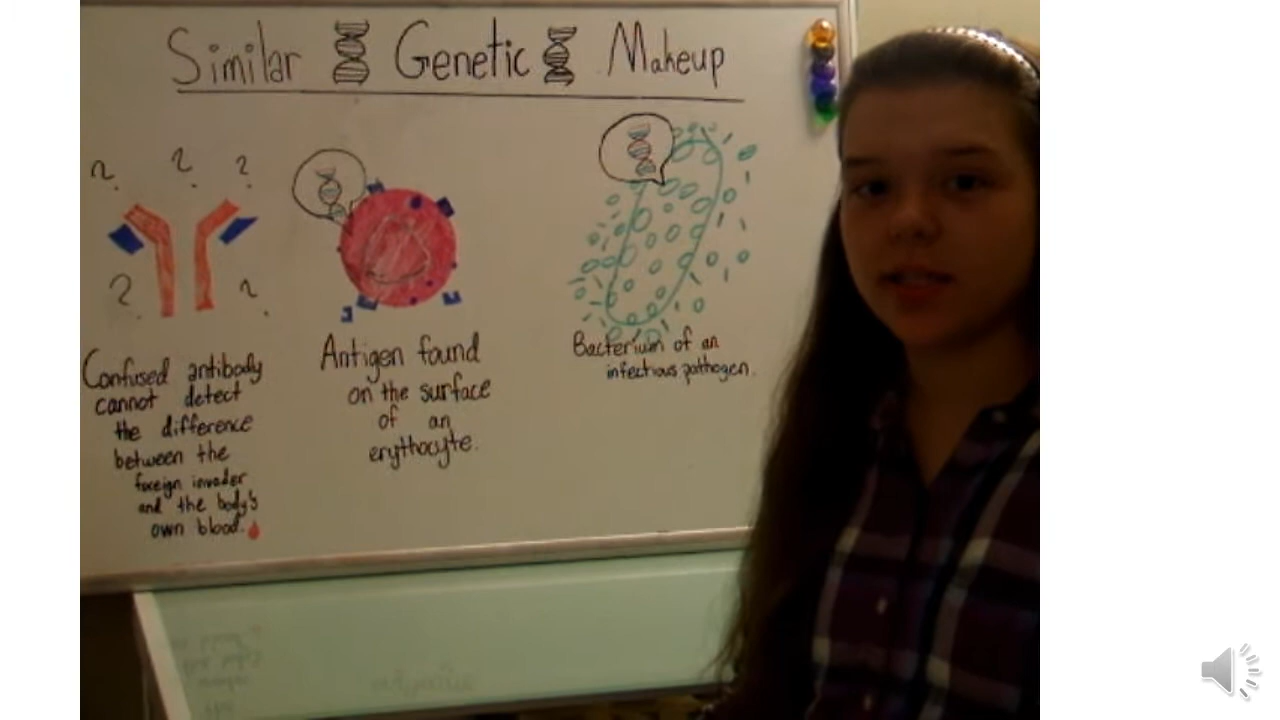 Similar Genetic Makeup
? ? ?
? ?
Confused antibody
cannot detect
the difference
between the
foreign invader
and the body's
own blood.
Antigen found
on the surface
of an
erythocyte.
Bacterium of an
infectious pathogen.